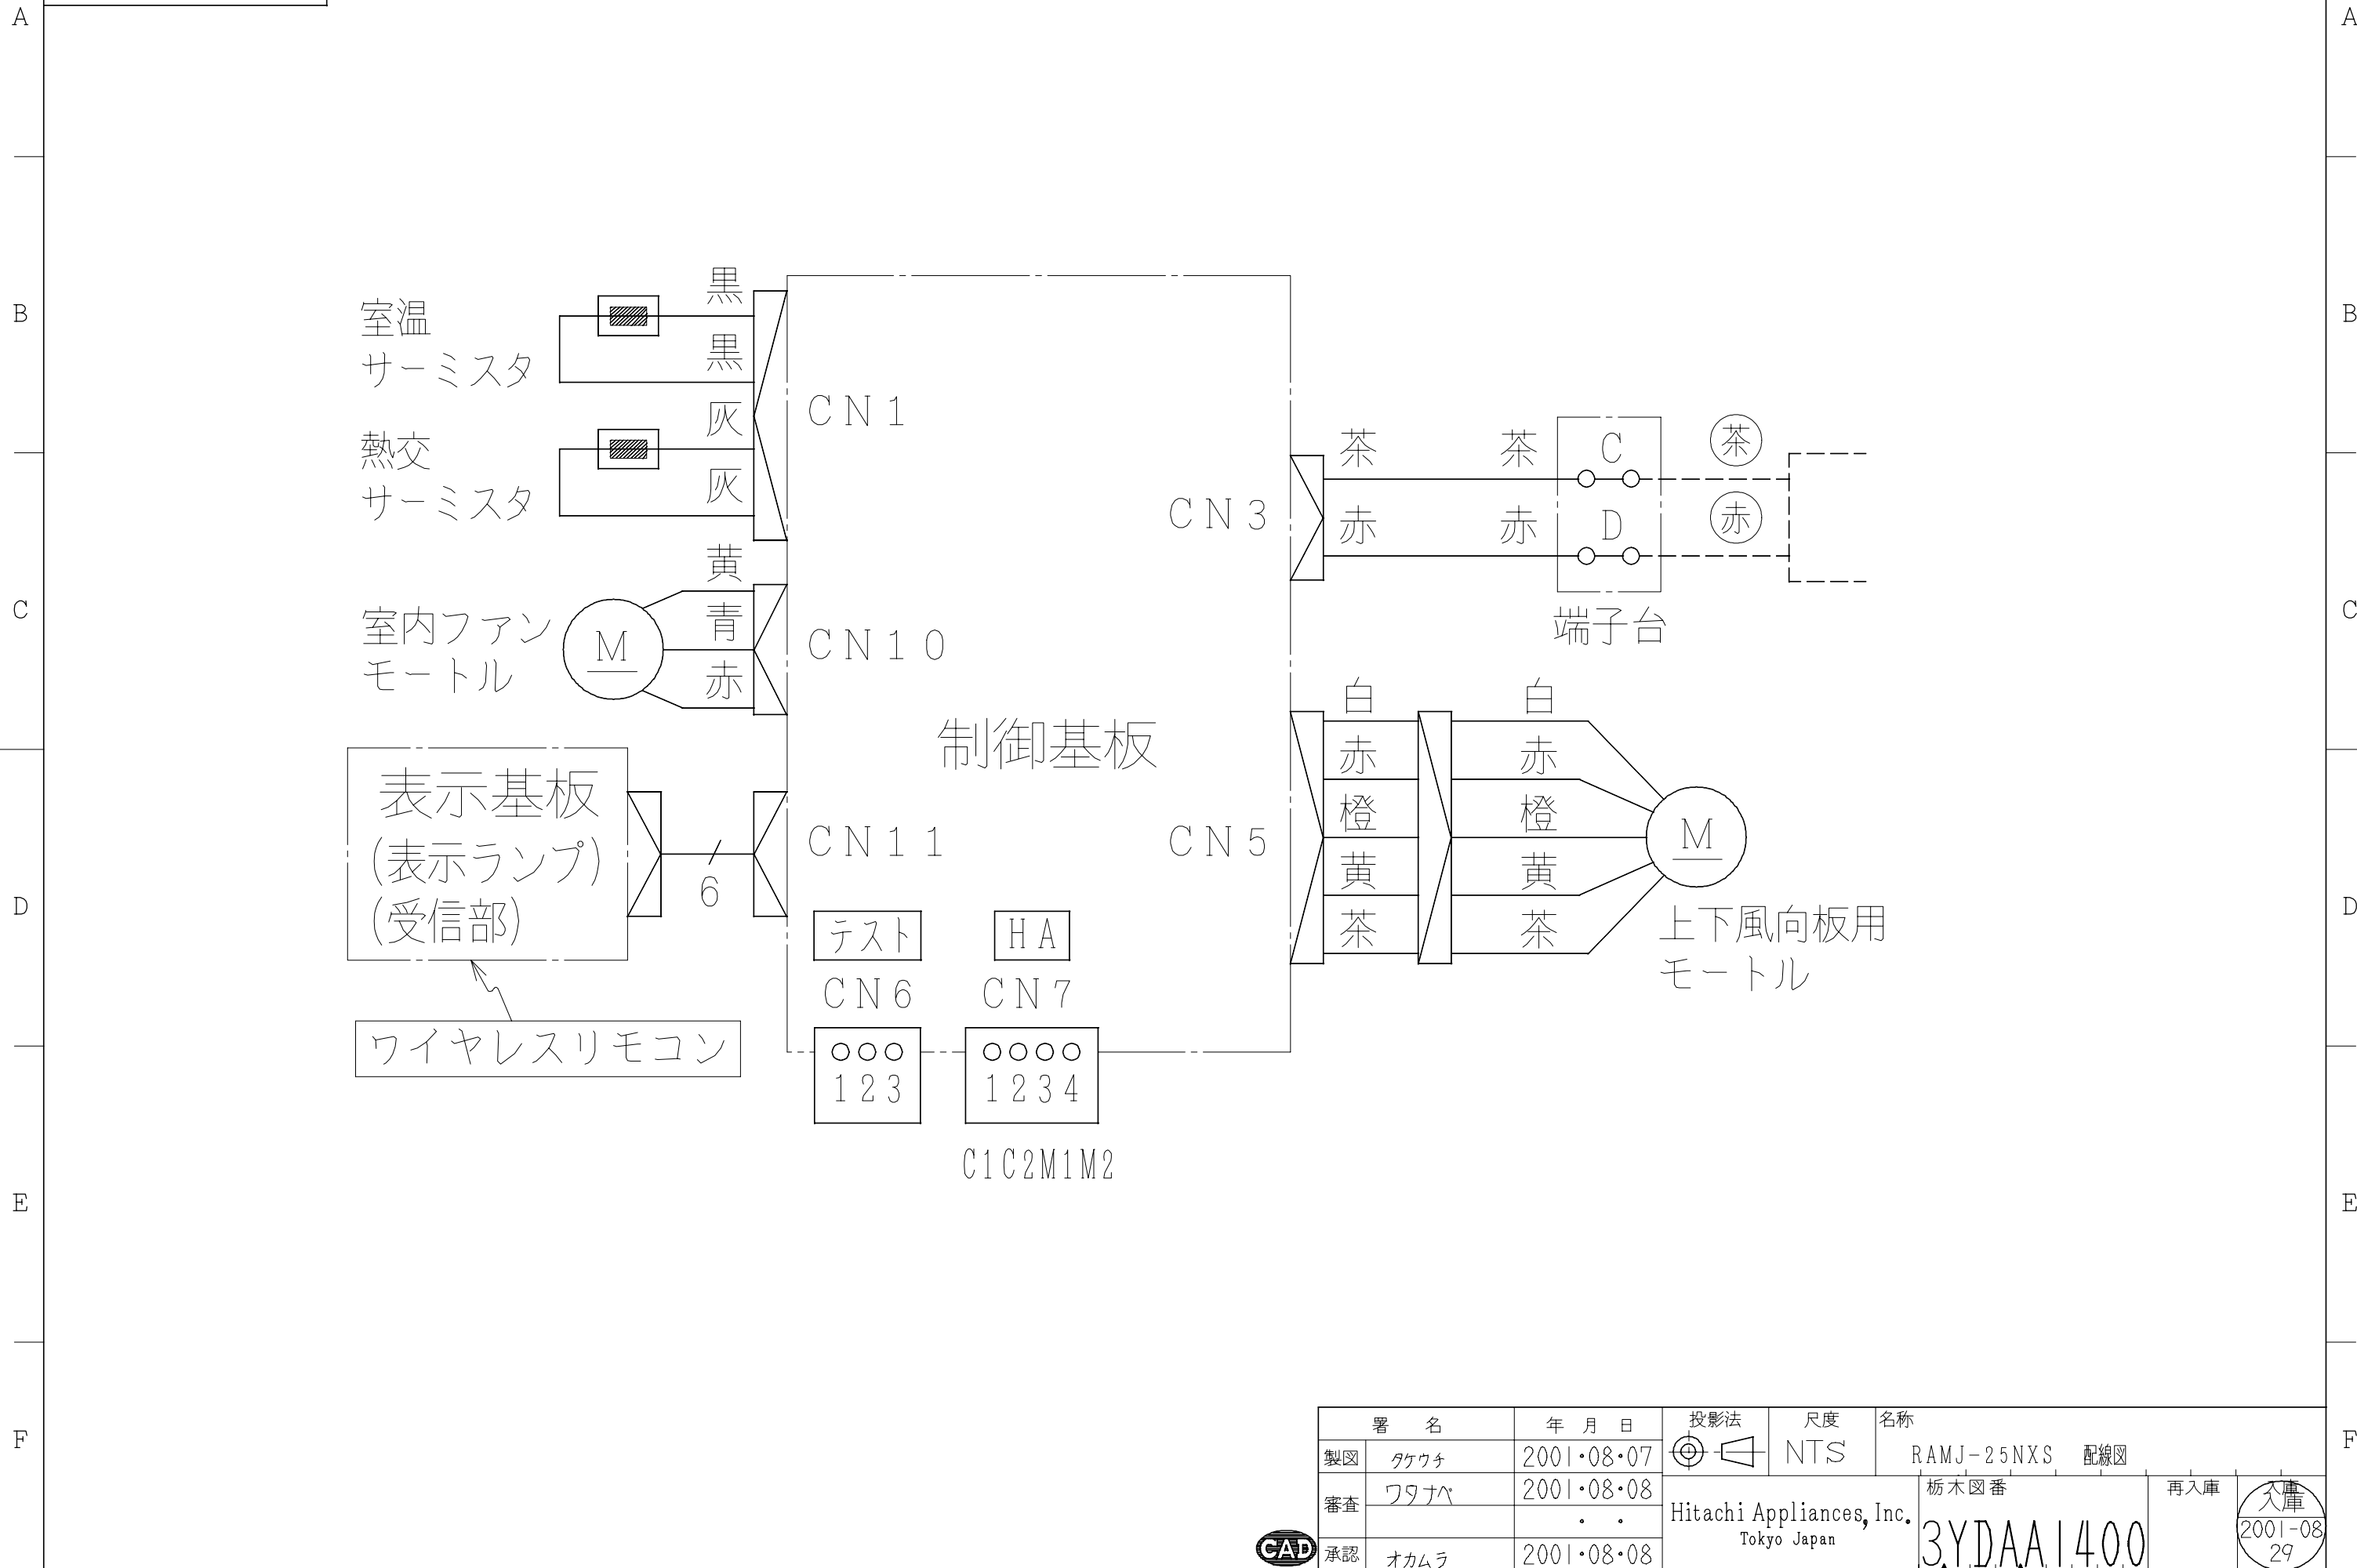 A
A
B
B
C
C
D
D
E
E
F
F
室温
サーミスタ
黒
黒
熱交
サーミスタ
灰
灰
CN1
室内ファン
モートル
M
黄
青
赤
CN10
制御基板
表示基板
(表示ランプ)
(受信部)
6
CN11
ワイヤレスリモコン
テスト
HA
CN6
CN7
123
1234
C1C2M1M2
CN3
茶
茶
C
茶
赤
赤
D
赤
端子台
CN5
白
白
赤
赤
橙
橙
黄
黄
茶
茶
M
上下風向板用
モートル
署 名
年 月 日
投影法
尺度
NTS
名称
RAMJ-25NXS 配線図
製図
タケウチ
2001・08・07
審査
ワタナベ
2001・08・08
・ ・
承認
オカムラ
2001・08・08
Hitachi Appliances, Inc.
Tokyo Japan
栃木図番
3YDAA1400
再入庫
入庫
入庫
2001-08
29
CAD